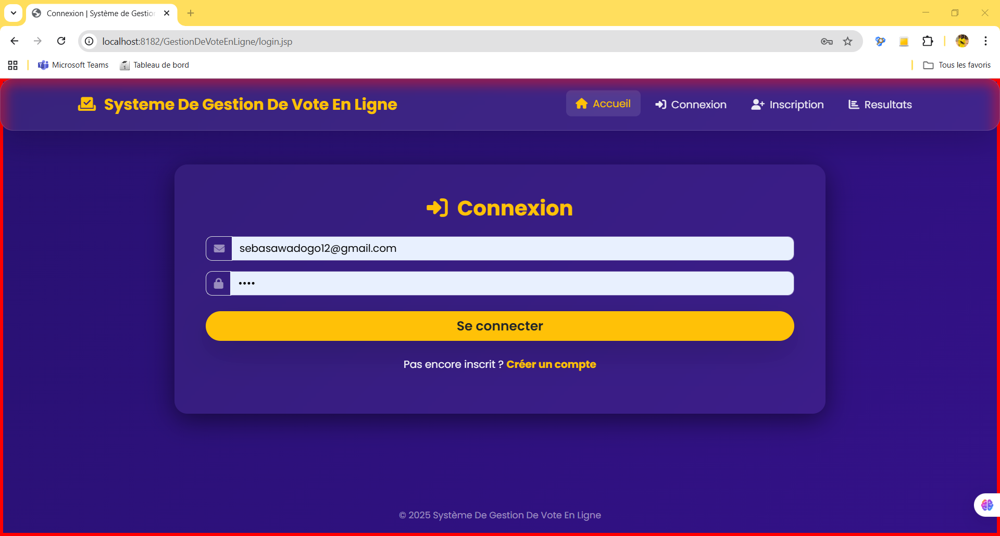 Connexion | Système de Gestion
localhost:8182/GestionDeVoteEnLigne/login.jsp
Microsoft Teams
Tableau de bord
Tous les favoris
Systeme De Gestion De Vote En Ligne
Accueil
Connexion
Inscription
Resultats
Connexion
sebasawadogo12@gmail.com
••••
Se connecter
Pas encore inscrit ? Créer un compte
© 2025 Système De Gestion De Vote En Ligne